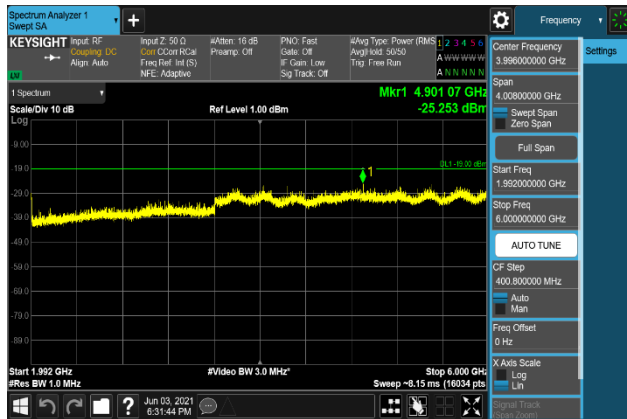 Spectrum Analyzer 1
Swept SA
+
Frequency
KEYSIGHT
Input: RF
Coupling: DC
Align: Auto
Input Z: 50 Ω
Corr CCorr RCal
Freq Ref: Int (S)
NFE: Adaptive
#Atten: 16 dB
Preamp: Off
PNO: Fast
Gate: Off
IF Gain: Low
Sig Track: Off
#Avg Type: Power (RMS
Avg|Hold: 50/50
Trig: Free Run
1 2 3 4 5 6
A W W W W W
A N N N N N
LW
1 Spectrum
Scale/Div 10 dB
Log
Ref Level 1.00 dBm
Mkr1 4.901 07 GHz
-25.253 dBm
-9.00
-19.0
-29.0
-39.0
-49.0
-59.0
-69.0
-79.0
-89.0
DL1 -19.00 dBm
1
Start 1.992 GHz
#Res BW 1.0 MHz
#Video BW 3.0 MHz*
Stop 6.000 GHz
Sweep ~8.15 ms (16034 pts
Jun 03, 2021
6:31:44 PM
?
Center Frequency
3.996000000 GHz
Span
4.00800000 GHz
Swept Span
Zero Span
Full Span
Start Freq
1.992000000 GHz
Stop Freq
6.000000000 GHz
AUTO TUNE
CF Step
400.800000 MHz
Auto
Man
Freq Offset
0 Hz
X Axis Scale
Log
Lin
Signal Track
(Span Zoom)
Settings